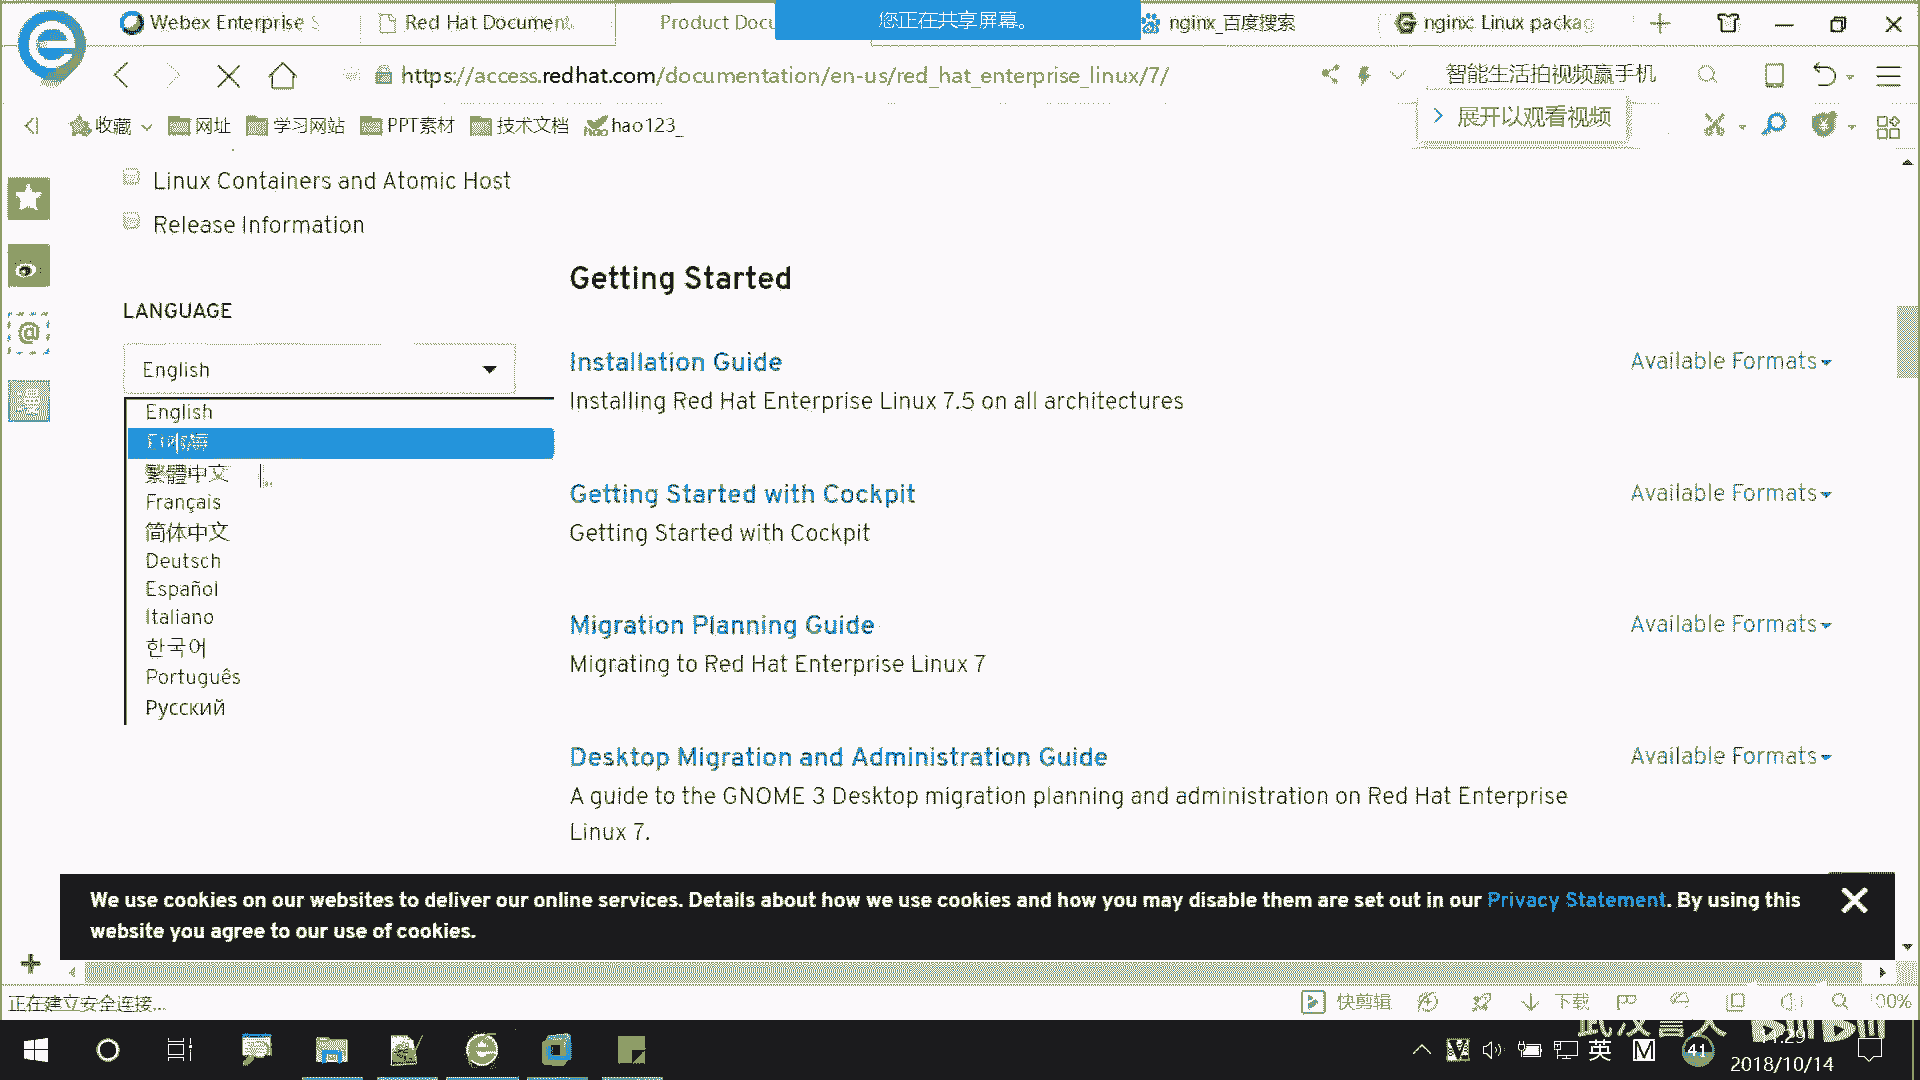 Webex Enterprise
Red Hat Document
Product Docu
您正在共享屏幕。
nginx_百度搜索
nginx: Linux packag
https://access.redhat.com/documentation/en-us/red_hat_enterprise_linux/7/
智能生活拍视频赢手机
收藏
网址
学习网站
PPT素材
技术文档
hao123_
展开以观看视频
Linux Containers and Atomic Host
Release Information
LANGUAGE
English
English
日本語
繁體中文
Français
简体中文
Deutsch
Español
Italiano
한국어
Português
Русский
Getting Started
Installation Guide
Available Formats
Installing Red Hat Enterprise Linux 7.5 on all architectures
Getting Started with Cockpit
Available Formats
Getting Started with Cockpit
Migration Planning Guide
Available Formats
Migrating to Red Hat Enterprise Linux 7
Desktop Migration and Administration Guide
Available Formats
A guide to the GNOME 3 Desktop migration planning and administration on Red Hat Enterprise
Linux 7.
We use cookies on our websites to deliver our online services. Details about how we use cookies and how you may disable them are set out in our Privacy Statement. By using this
website you agree to our use of cookies.
正在建立安全连接...
快剪辑
下载
英
M
41
2018/10/14